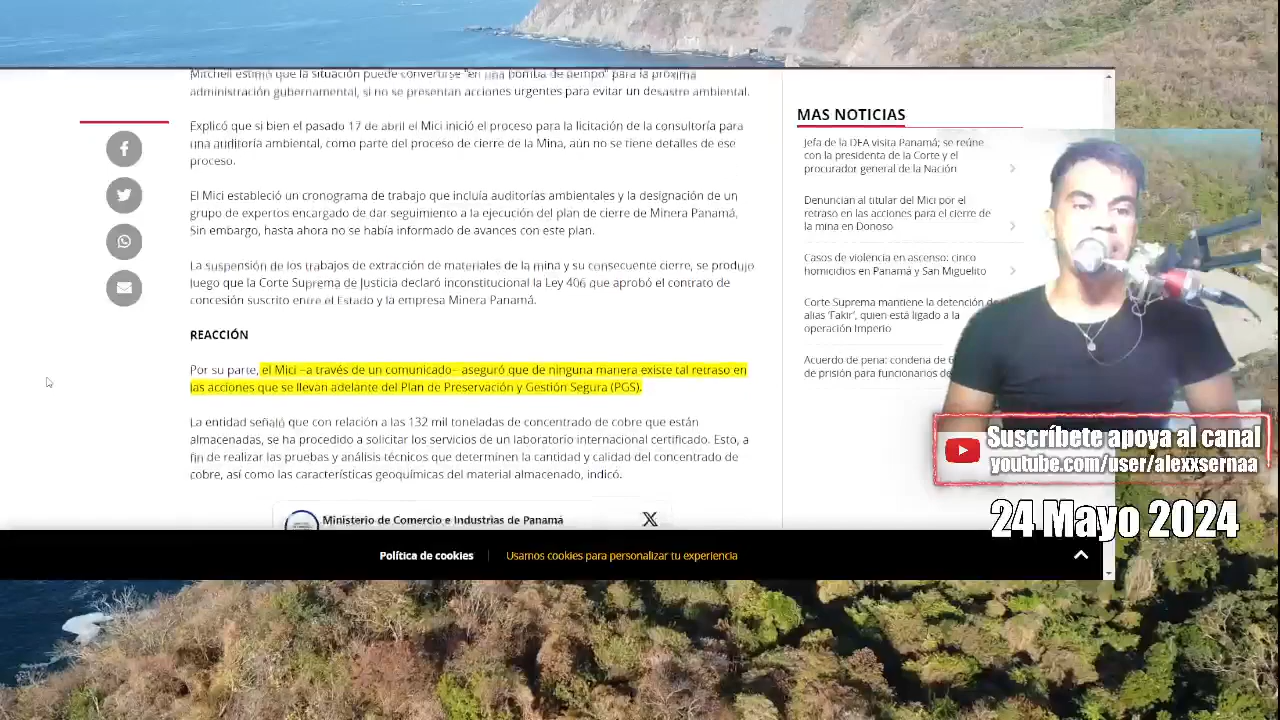 Mitchell estimó que la situación puede convertirse "en una bomba de tiempo" para la próxima
administración gubernamental, si no se presentan acciones urgentes para evitar un desastre ambiental.
Explicó que si bien el pasado 17 de abril el Mici inició el proceso para la licitación de la consultoría para
una auditoría ámbiental, como parte del proceso de cierre de la Mina, aún no se tiene detalles de ese
proceso.
El Mici estableció un cronograma de trabajo que incluía auditorías ambientales y la designación de un
grupo de expertos encargado de dar segimiento a la ejecución del plan de cierre de Minera Panamá.
Sin embargo, hasta ahora no se había informado de avances con este plan.
La suspensión de los trabajos de extracción de materiales de la mina y su consecuente cierre, se produjo
luego que la Corte Suprema de Justicia declaró inconstitucional la Ley 406 que aprobó el contrato de
concesión suscrito entre el Estado y la empresa Minera Panamá.
REACCIÓN
Por su parte, el Mici –a través de un comunicado– aseguró que de ninguna manera existe tal retraso en
las acciones que se llevan adelante del Plan de Preservación y Gestión Segura (PGS).
La entidad señaló que con relación a las 132 mil toneladas de concentrado de cobre que están
almacenadas, se ha procedido a solicitar los servicios de un laboratorio internacional certificado. Esto, a
fin de realizar las pruebas y análisis técnicos que determinen la cantidad y calidad del concentrado de
cobre, así como las características geoquímicas del material almacenado, indicó.
Ministerio de Comercio e Industrias de Panamá
MAS NOTICIAS
Jefa de la DEA visita Panamá; se reúne
con la presidenta de la Corte y el
procurador general de la Nación
Denuncian al titular del Mici por el
retraso en las acciones para el cierre de
la mina en Donoso
Casos de violencia en ascenso: cinco
homicidios en Panamá y San Miguelito
Corte Suprema mantiene la detención de
alias 'Fakir', quien está ligado a la
operación Imperio
Acuerdo de pena: condena de 6
de prisión para funcionarios de
Suscríbete apoya al canal
youtube.com/user/alexxsernaa
24 Mayo 2024
Política de cookies
Usamos cookies para personalizar tu experiencia